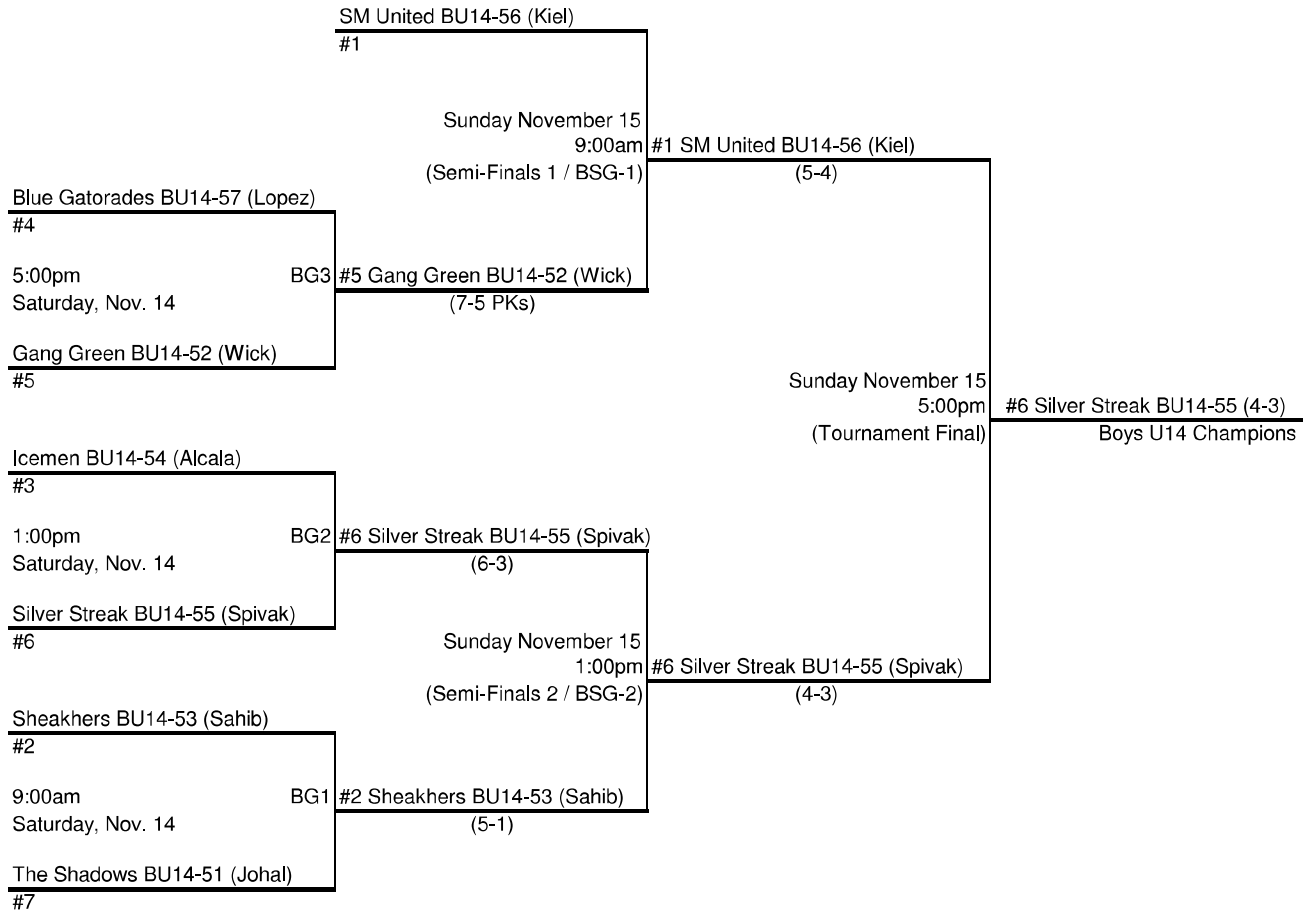 SM United BU14-56 (Kiel)
#1
Sunday November 15
9:00am
(Semi-Finals 1 / BSG-1)
#1 SM United BU14-56 (Kiel)
(5-4)
Blue Gatorades BU14-57 (Lopez)
#4
5:00pm
Saturday, Nov. 14
BG3
#5 Gang Green BU14-52 (Wick)
(7-5 PKs)
Gang Green BU14-52 (Wick)
#5
Sunday November 15
5:00pm
(Tournament Final)
#6 Silver Streak BU14-55 (4-3)
Boys U14 Champions
Icemen BU14-54 (Alcala)
#3
1:00pm
Saturday, Nov. 14
BG2
#6 Silver Streak BU14-55 (Spivak)
(6-3)
Silver Streak BU14-55 (Spivak)
#6
Sunday November 15
1:00pm
(Semi-Finals 2 / BSG-2)
#6 Silver Streak BU14-55 (Spivak)
(4-3)
Sheakhers BU14-53 (Sahib)
#2
9:00am
Saturday, Nov. 14
BG1
#2 Sheakhers BU14-53 (Sahib)
(5-1)
The Shadows BU14-51 (Johal)
#7